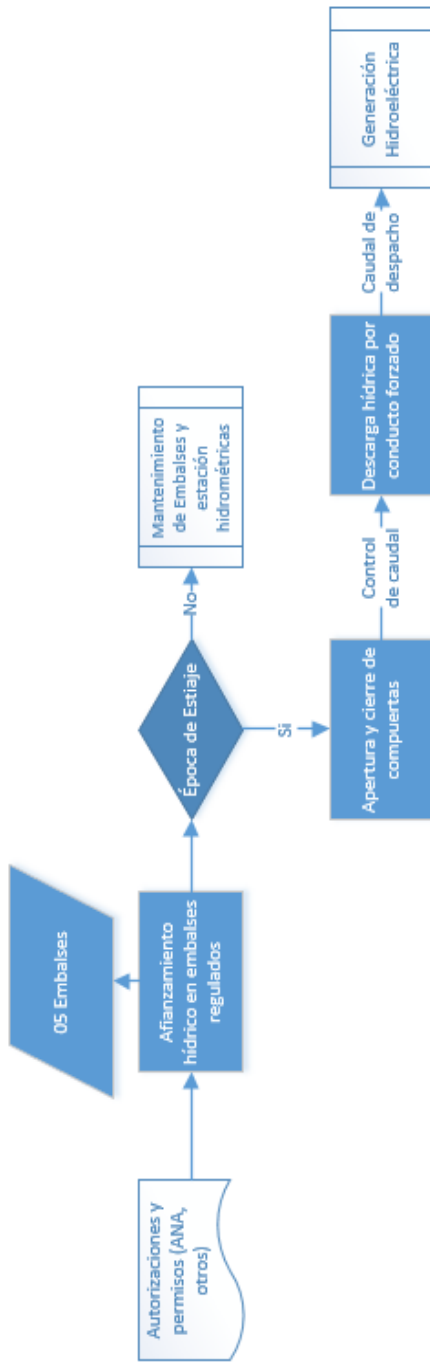 Autorizaciones y
permisos (ANA,
otros)
Afianzamiento
hídrico en embalses
regulados
05 Embalses
Época de Estiaje
No
Mantenimiento
de Embalses y
estación
hidrométricas
Si
Apertura y cierre de
compuertas
Control
de caudal
Descarga hídrica por
conducto forzado
Caudal de
despacho
Generación
Hidroeléctrica